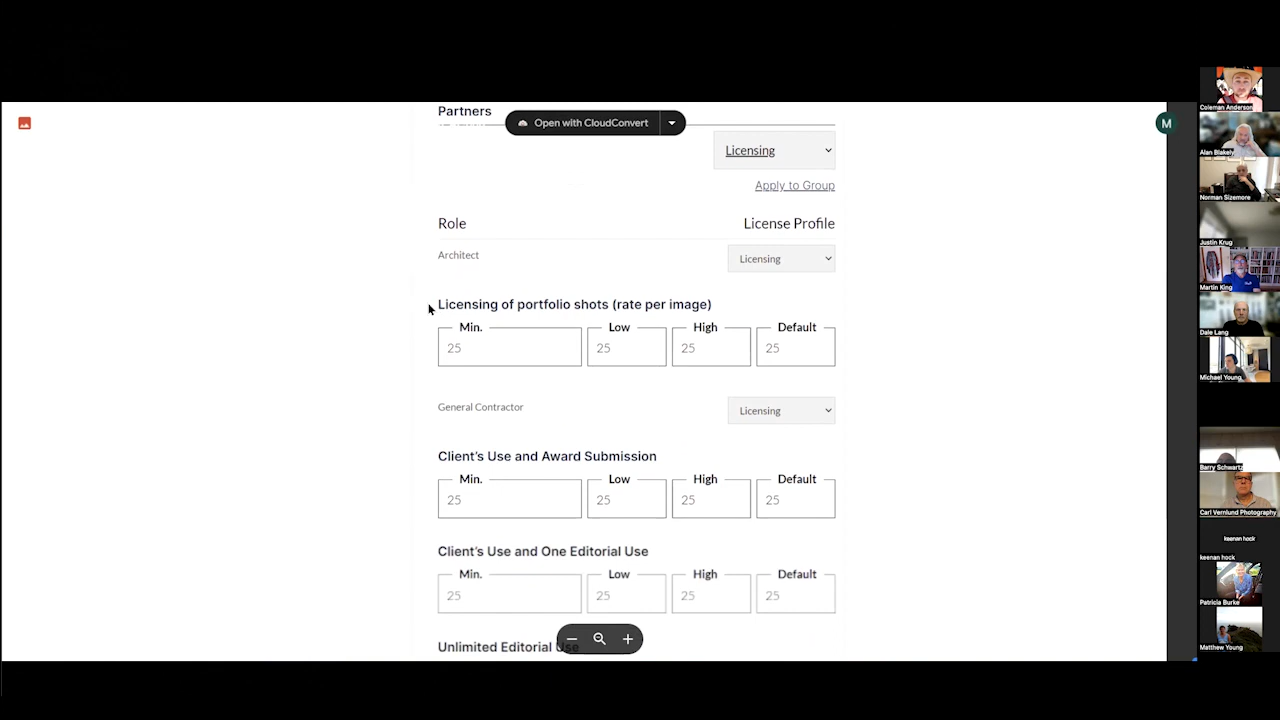 Partners
Open with CloudConvert
M
Licensing
Apply to Group
Role
License Profile
Architect
Licensing
Licensing of portfolio shots (rate per image)
Min.
Low
High
Default
25
25
25
25
General Contractor
Licensing
Client's Use and Award Submission
Min.
Low
High
Default
25
25
25
25
Client's Use and One Editorial Use
Min.
Low
High
Default
25
25
25
25
Unlimited Editorial Use
Coleman Anderson
Alan Blakely
Norman Sizemore
Justin Krug
Martin King
Dale Lang
Michael Young
Barry Schwartz
Carl Vernlund Photography
keenan hock
keenan hock
Patricia Burke
Matthew Young